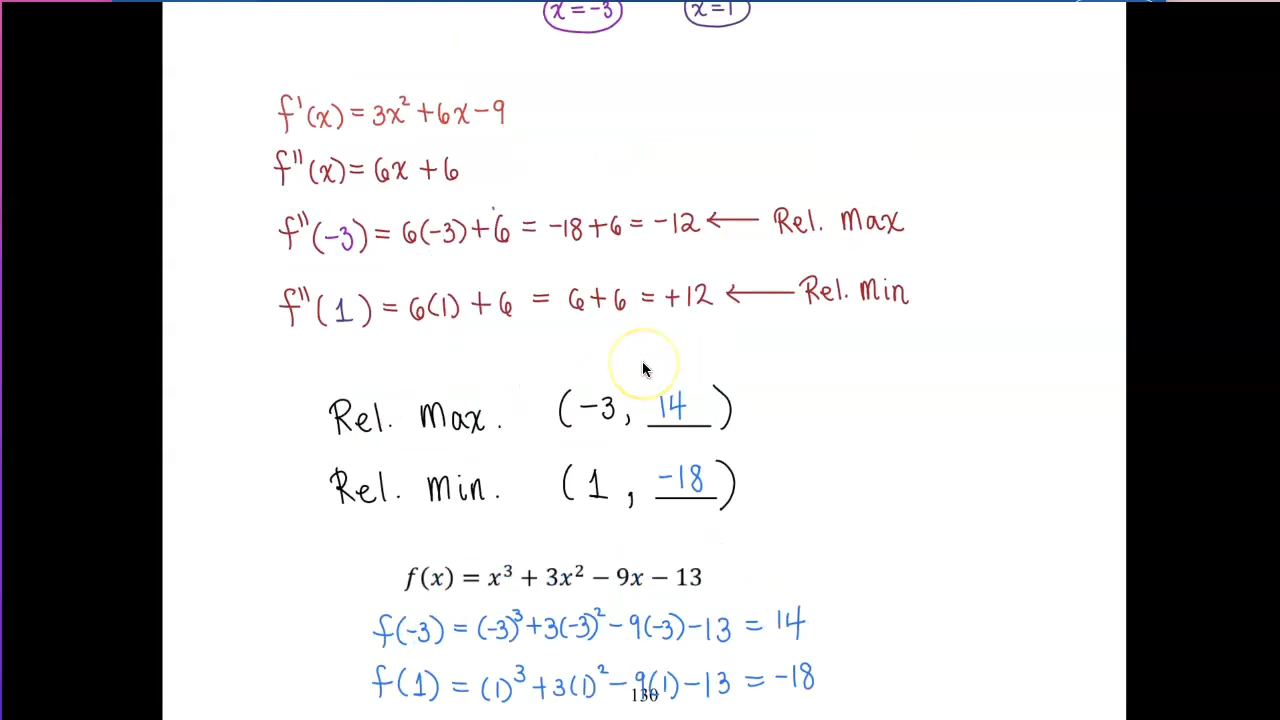 x = -3 x = 1
f'(x) = 3x² + 6x - 9
f''(x) = 6x + 6
f''(-3) = 6(-3) + 6 = -18 + 6 = -12 ← Rel. Max
f''(1) = 6(1) + 6 = 6 + 6 = +12 ← Rel. Min
Rel. Max. (-3, 14)
Rel. Min. (1, -18)
f(x) = x³ + 3x² − 9x − 13
f(-3) = (-3)³ + 3(-3)² - 9(-3) - 13 = 14
f(1) = (1)³ + 3(1)² - 9(1) - 13 = -18
130